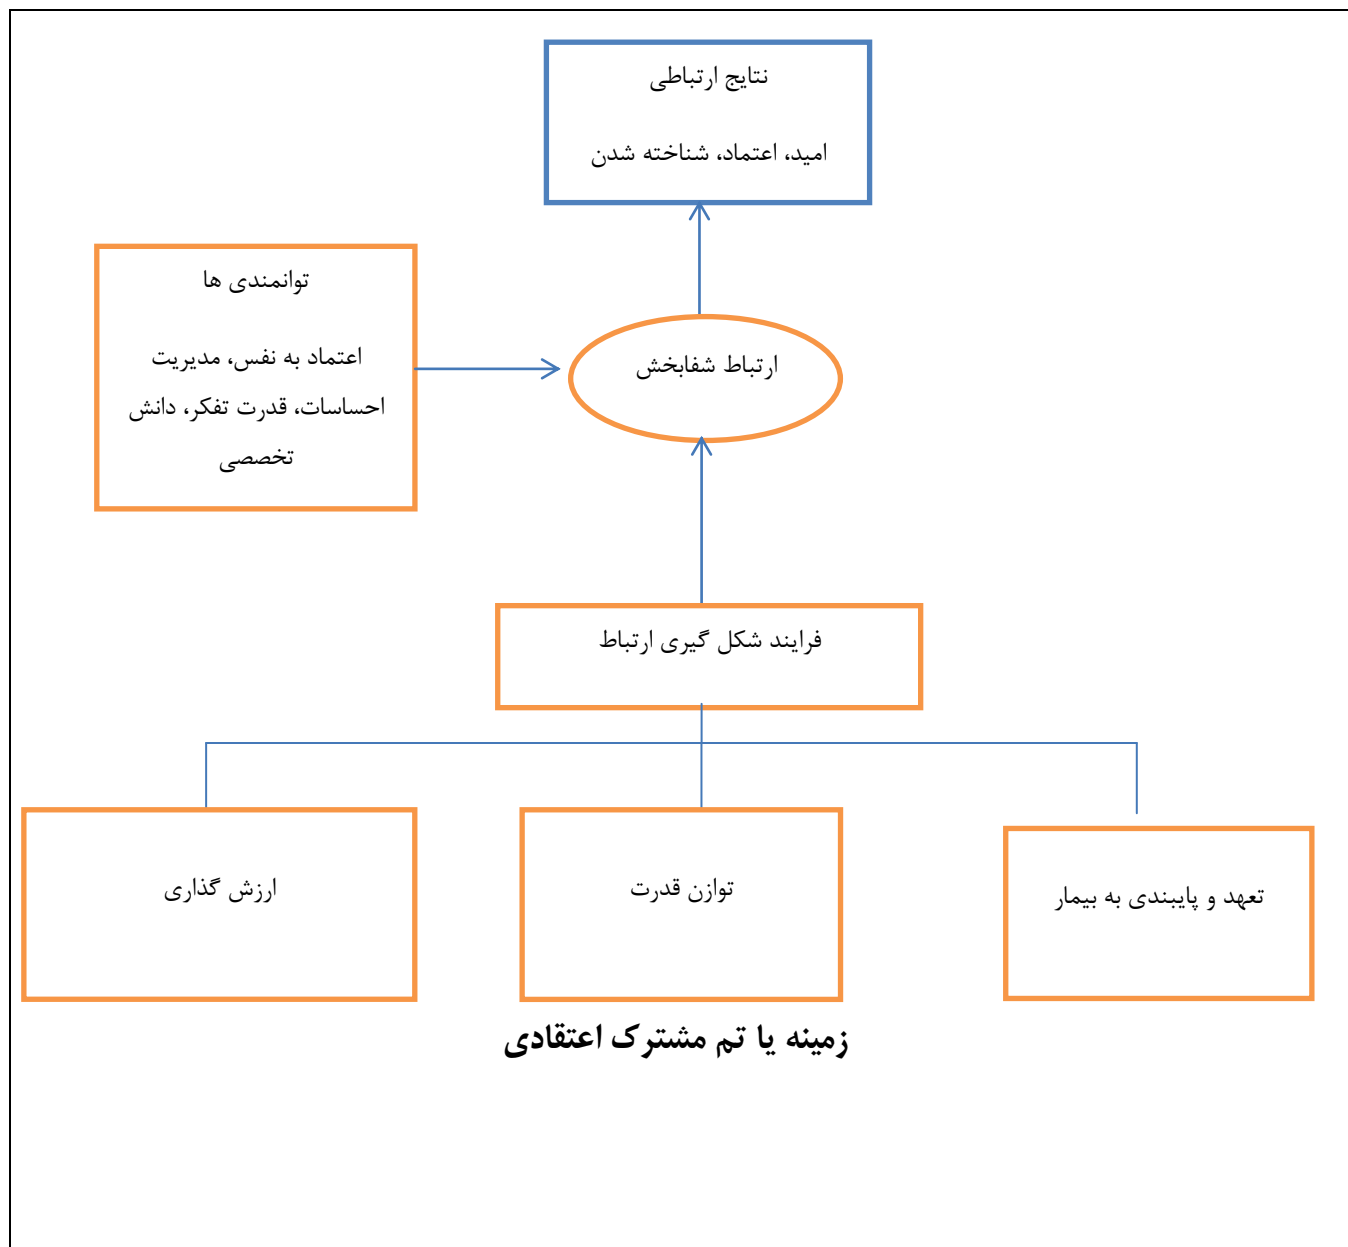 نتایج ارتباطی
امید، اعتماد، شناخته شدن
توانمندی ها
اعتماد به نفس، مدیریت
احساسات، قدرت تفکر، دانش
تخصصی
ارتباط شفابخش
فرایند شکل گیری ارتباط
تعهد و پایبندی به بیمار
توازن قدرت
ارزش گذاری
زمینه یا تم مشترک اعتقادی